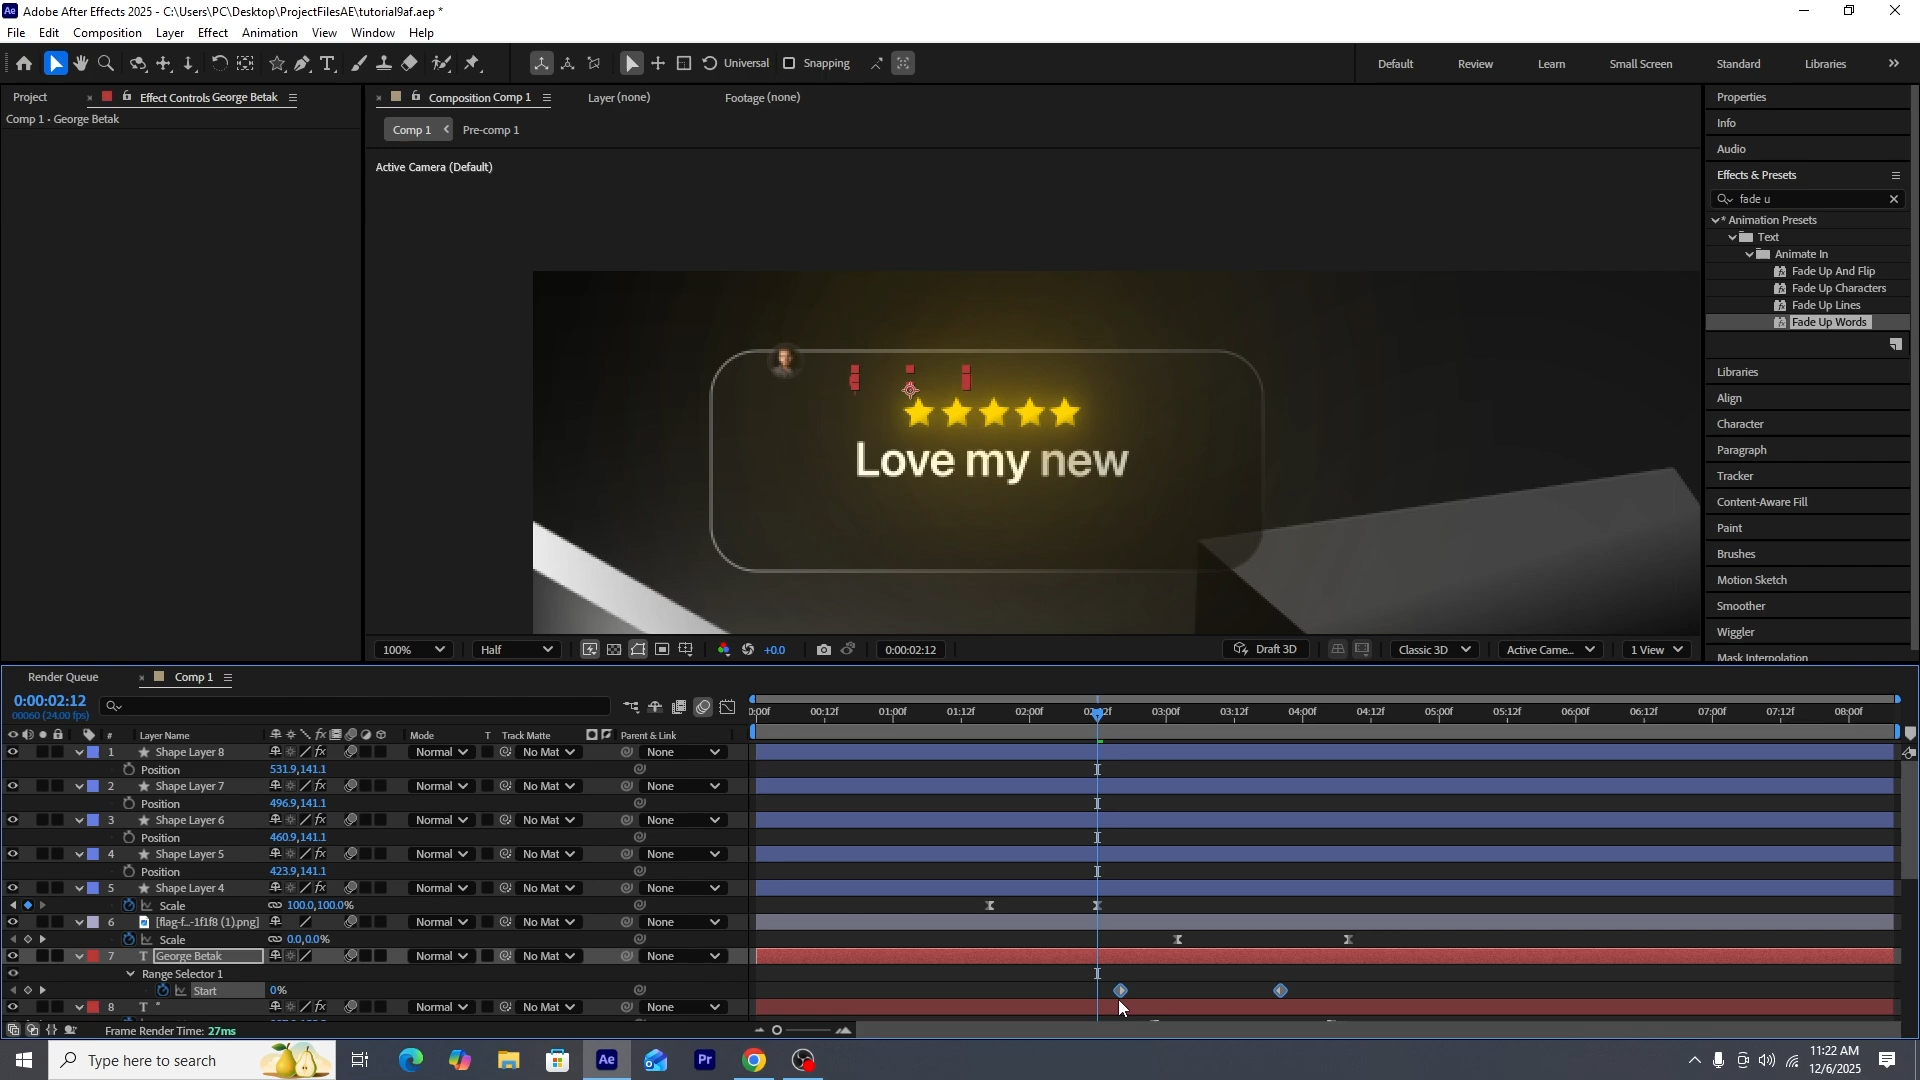 Adobe After Effects 2025 - C:\Users\PC\Desktop\ProjectFilesAE\tutorial9af.aep *
File Edit Composition Layer Effect Animation View Window Help
Universal Snapping Default Review Learn Small Screen Standard Libraries
Project Effect Controls George Betak Composition Comp 1 Layer (none) Footage (none)
Comp 1 • George Betak
Comp 1 Pre-comp 1
Active Camera (Default)
Love my new
Properties
Info
Audio
Effects & Presets
fade u
* Animation Presets
Text
Animate In
Fade Up And Flip
Fade Up Characters
Fade Up Lines
Fade Up Words
Libraries
Align
Character
Paragraph
Tracker
Content-Aware Fill
Paint
Brushes
Motion Sketch
Smoother
Wiggler
Mask Interpolation
100% Half +0.0 0:00:02:12 Draft 3D Classic 3D Active Came... 1 View
Render Queue Comp 1
0:00:02:12
00060 (24.00 fps)
0:00f 00:12f 01:00f 01:12f 02:00f 02:12f 03:00f 03:12f 04:00f 04:12f 05:00f 05:12f 06:00f 06:12f 07:00f 07:12f 08:00f
# Layer Name Mode T Track Matte Parent & Link
1 Shape Layer 8 Normal No Mat None
Position 531.9,141.1
2 Shape Layer 7 Normal No Mat None
Position 496.9,141.1
3 Shape Layer 6 Normal No Mat None
Position 460.9,141.1
4 Shape Layer 5 Normal No Mat None
Position 423.9,141.1
5 Shape Layer 4 Normal No Mat None
Scale 100.0,100.0%
6 [flag-f...-1f1f8 (1).png] Normal No Mat None
Scale 0.0,0.0%
7 T George Betak Normal No Mat None
Range Selector 1
Start 0%
8 T " Normal No Mat None
Frame Render Time: 27ms
Type here to search
11:22 AM
12/6/2025